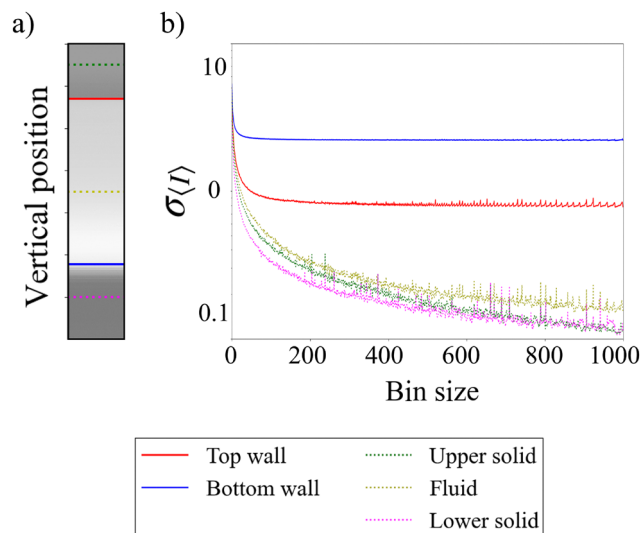 a)
b)
Vertical position
σ⟨I⟩
10
0
0.1
0
200
400
600
800
1000
Bin size
Top wall
Bottom wall
Upper solid
Fluid
Lower solid